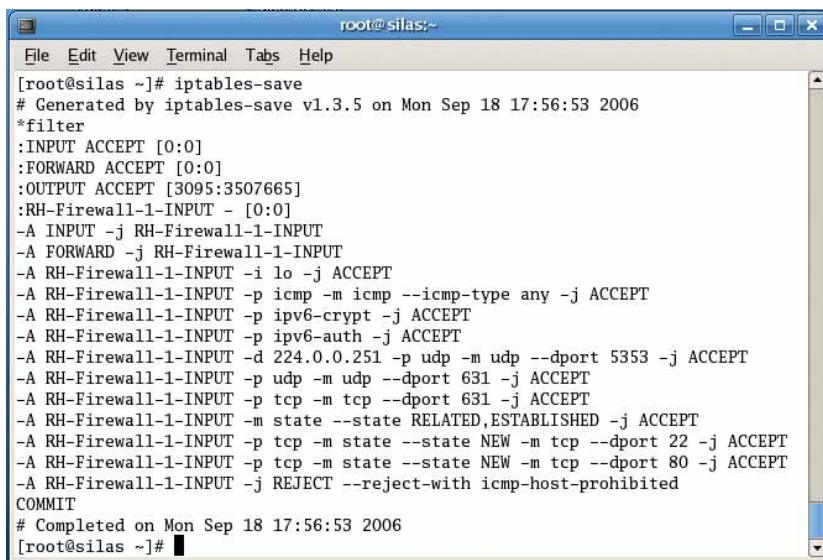 root@silas:~
File Edit View Terminal Tabs Help
[root@silas ~]# iptables-save
# Generated by iptables-save v1.3.5 on Mon Sep 18 17:56:53 2006
*filter
:INPUT ACCEPT [0:0]
:FORWARD ACCEPT [0:0]
:OUTPUT ACCEPT [3095:3507665]
:RH-Firewall-1-INPUT - [0:0]
-A INPUT -j RH-Firewall-1-INPUT
-A FORWARD -j RH-Firewall-1-INPUT
-A RH-Firewall-1-INPUT -i lo -j ACCEPT
-A RH-Firewall-1-INPUT -p icmp -m icmp --icmp-type any -j ACCEPT
-A RH-Firewall-1-INPUT -p ipv6-crypt -j ACCEPT
-A RH-Firewall-1-INPUT -p ipv6-auth -j ACCEPT
-A RH-Firewall-1-INPUT -d 224.0.0.251 -p udp -m udp --dport 5353 -j ACCEPT
-A RH-Firewall-1-INPUT -p udp -m udp --dport 631 -j ACCEPT
-A RH-Firewall-1-INPUT -p tcp -m tcp --dport 631 -j ACCEPT
-A RH-Firewall-1-INPUT -m state --state RELATED,ESTABLISHED -j ACCEPT
-A RH-Firewall-1-INPUT -p tcp -m state --state NEW -m tcp --dport 22 -j ACCEPT
-A RH-Firewall-1-INPUT -p tcp -m state --state NEW -m tcp --dport 80 -j ACCEPT
-A RH-Firewall-1-INPUT -j REJECT --reject-with icmp-host-prohibited
COMMIT
# Completed on Mon Sep 18 17:56:53 2006
[root@silas ~]#